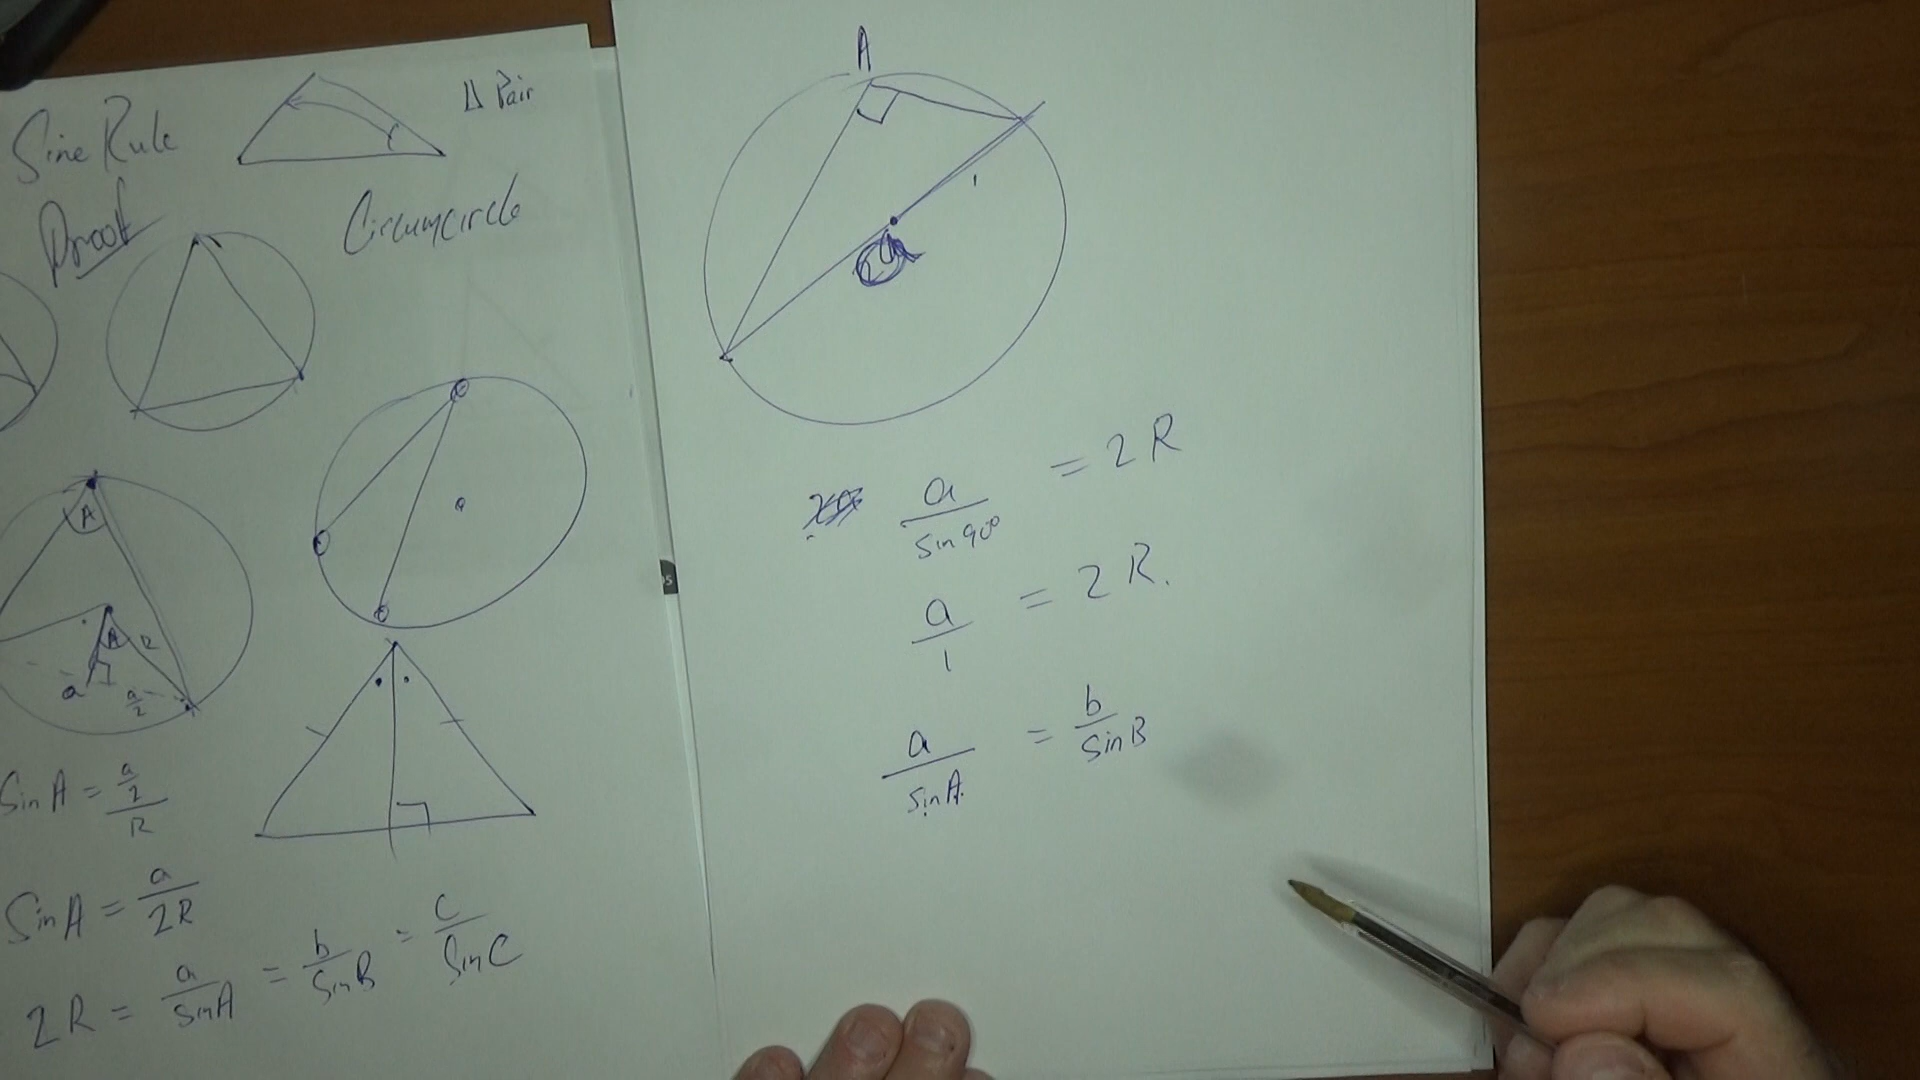 Sine Rule
Proof
Δ Pair
Circumcircle
A
A
R
a
a/2
Sin A = a/2 / R
Sin A = a/2R
2R = a/sinA = b/SinB = c/SinC
A
a/sin 90° = 2R
a/1 = 2R.
a/sinA = b/sinB